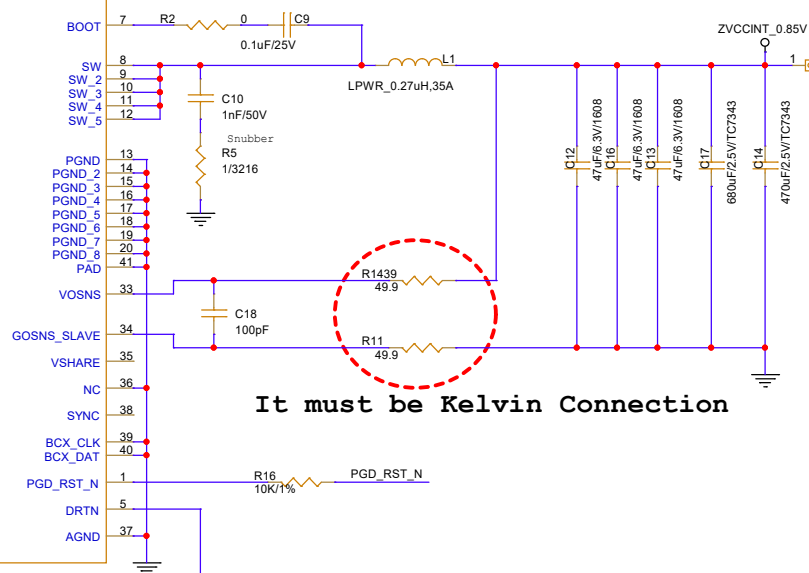 BOOT 7 R2 0 C9
0.1uF/25V
ZVCCINT_0.85V
SW 8 L1 1
SW_2 9
SW_3 10
SW_4 11
SW_5 12
LPWR_0.27uH,35A
C10
1nF/50V
Snubber
R5
1/3216
C12 47uF/6.3V/1608
C16 47uF/6.3V/1608
C13 47uF/6.3V/1608
C17 680uF/2.5V/TC7343
C14 470uF/2.5V/TC7343
PGND 13
PGND_2 14
PGND_3 15
PGND_4 16
PGND_5 17
PGND_6 18
PGND_7 19
PGND_8 20
PAD 41
R1439
49.9
VOSNS 33
C18
100pF
GOSNS_SLAVE 34
R11
49.9
VSHARE 35
NC 36
It must be Kelvin Connection
SYNC 38
BCX_CLK 39
BCX_DAT 40
PGD_RST_N 1 R16 PGD_RST_N
10K/1%
DRTN 5
AGND 37